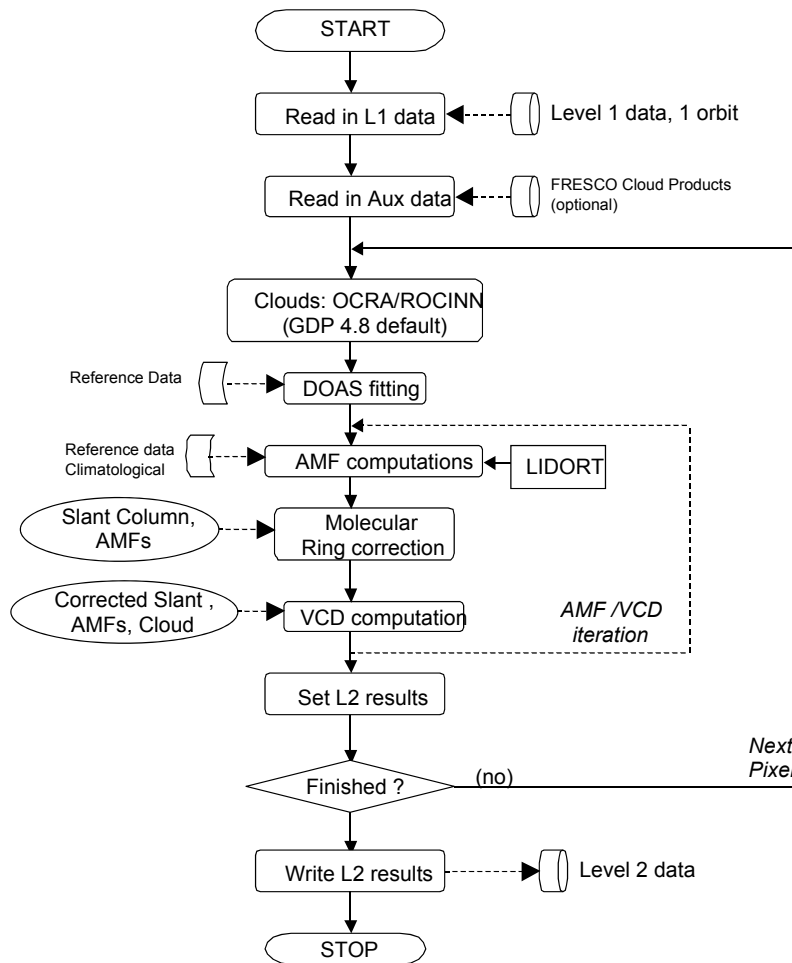 START
Read in L1 data
Level 1 data, 1 orbit
Read in Aux data
FRESCO Cloud Products
(optional)
Clouds: OCRA/ROCINN
(GDP 4.8 default)
Reference Data
DOAS fitting
Reference data
Climatological
AMF computations
LIDORT
Slant Column,
AMFs
Molecular
Ring correction
Corrected Slant ,
AMFs, Cloud
VCD computation
AMF /VCD
iteration
Set L2 results
Finished ?
(no)
Next
Pixel
Write L2 results
Level 2 data
STOP